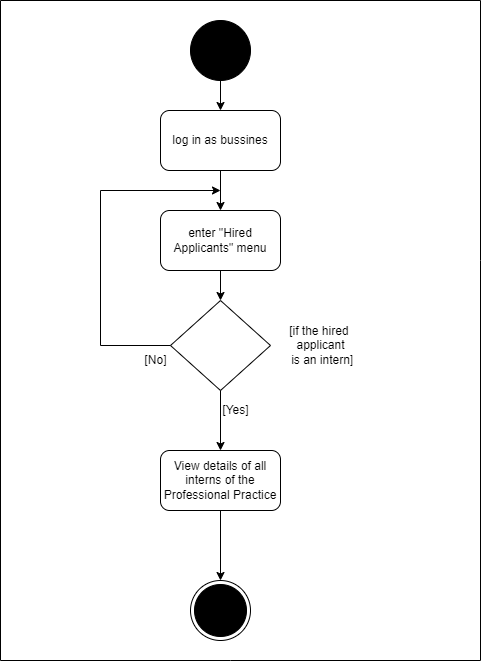 log in as bussines
enter "Hired
Applicants" menu
[if the hired
applicant
is an intern]
[No]
[Yes]
View details of all
interns of the
Professional Practice